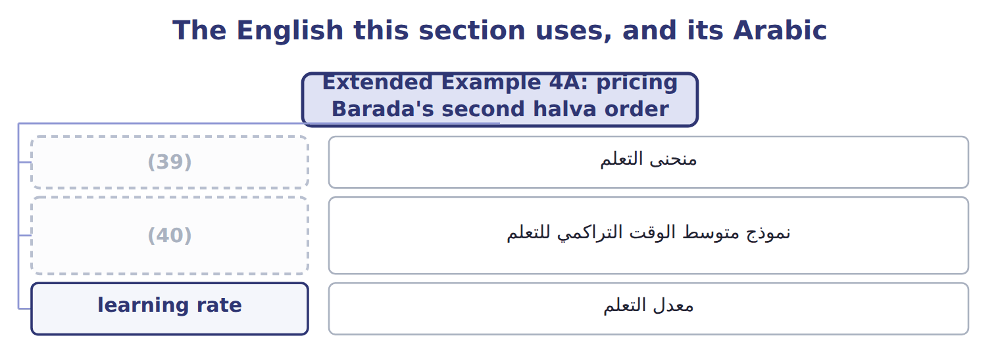 The English this section uses, and its Arabic
Extended Example 4A: pricing
Barada's second halva order
(39)
منحنى التعلم
(40)
نموذج متوسط الوقت التراكمي للتعلم
learning rate
معدل التعلم